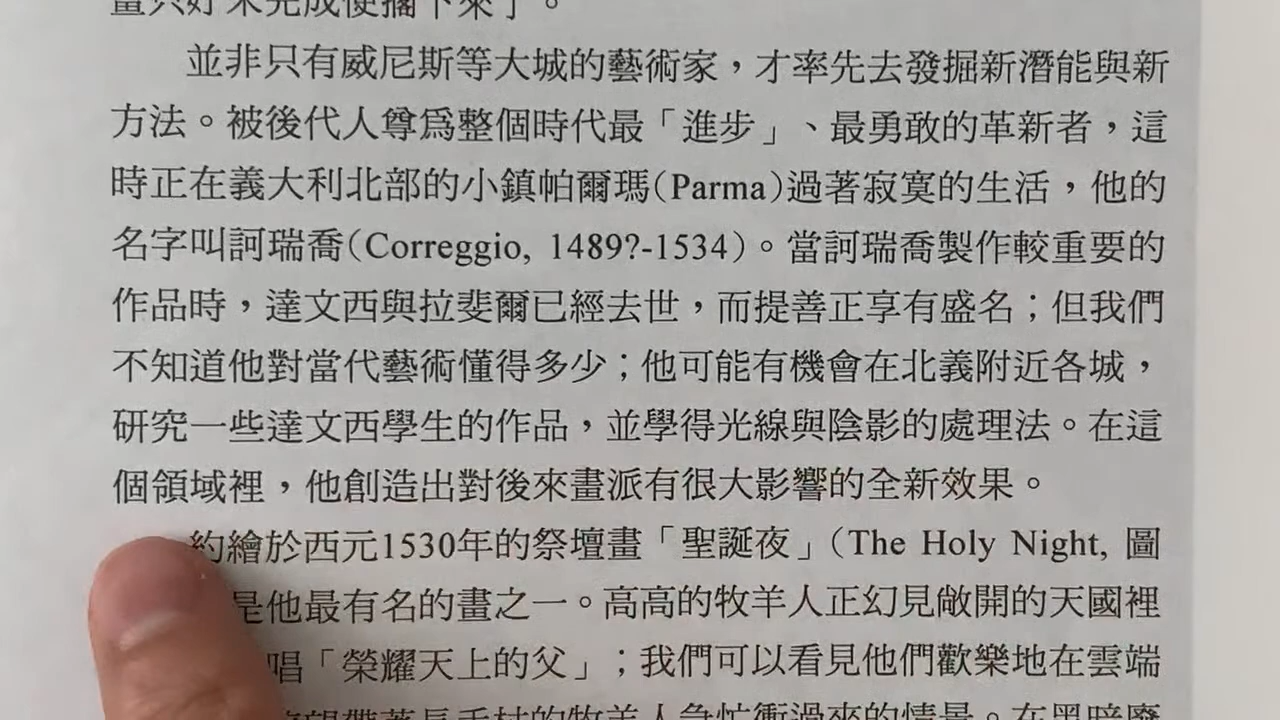 畫只好未完成便擱下來了。
並非只有威尼斯等大城的藝術家，才率先去發掘新潛能與新
方法。被後代人尊爲整個時代最「進步」、最勇敢的革新者，這
時正在義大利北部的小鎮帕爾瑪(Parma)過著寂寞的生活，他的
名字叫訶瑞喬(Correggio, 1489?-1534)。當訶瑞喬製作較重要的
作品時，達文西與拉斐爾已經去世，而提善正享有盛名；但我們
不知道他對當代藝術懂得多少；他可能有機會在北義附近各城，
研究一些達文西學生的作品，並學得光線與陰影的處理法。在這
個領域裡，他創造出對後來畫派有很大影響的全新效果。
約繪於西元1530年的祭壇畫「聖誕夜」(The Holy Night, 圖
是他最有名的畫之一。高高的牧羊人正幻見敞開的天國裡
唱「榮耀天上的父」；我們可以看見他們歡樂地在雲端
望帶著長手杖的牧羊人急忙衝過來的情景。在黑暗廢